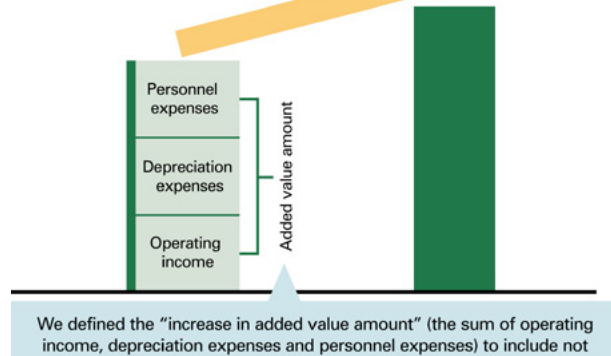 Personnel
expenses
Depreciation
expenses
Operating
income
Added value amount
We defined the “increase in added value amount” (the sum of operating
income, depreciation expenses and personnel expenses) to include not